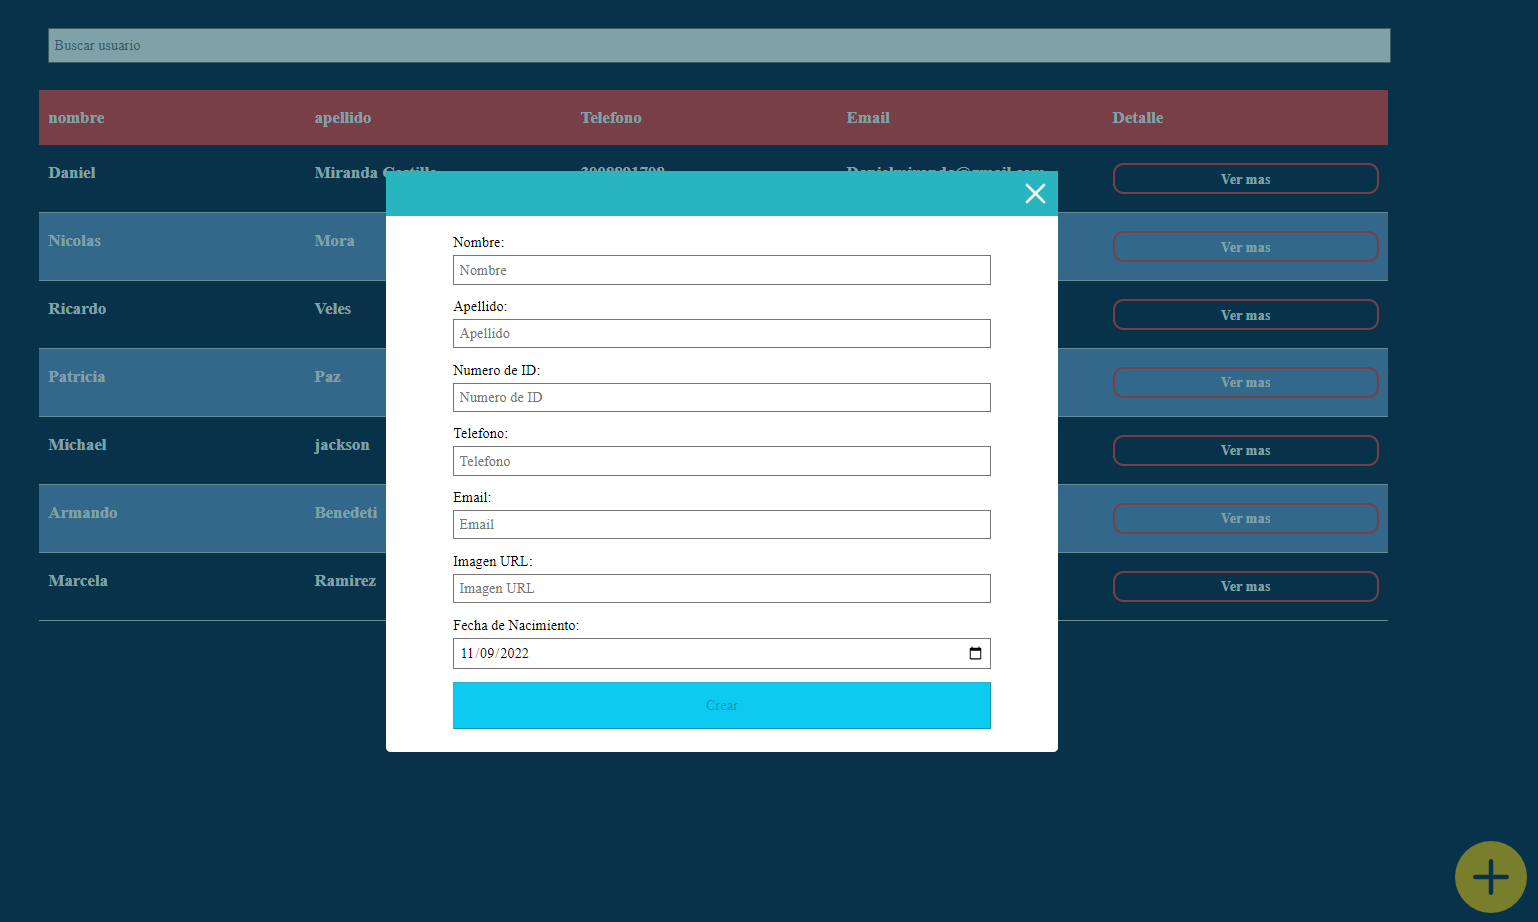 Buscar usuario
nombre apellido Telefono Email Detalle
Daniel Miranda Castillo Ver mas
Nicolas Mora Ver mas
Ricardo Veles Ver mas
Patricia Paz Ver mas
Michael jackson Ver mas
Armando Benedeti Ver mas
Marcela Ramirez Ver mas
Nombre:
Nombre
Apellido:
Apellido
Numero de ID:
Numero de ID
Telefono:
Telefono
Email:
Email
Imagen URL:
Imagen URL
Fecha de Nacimiento:
11/09/2022
Crear